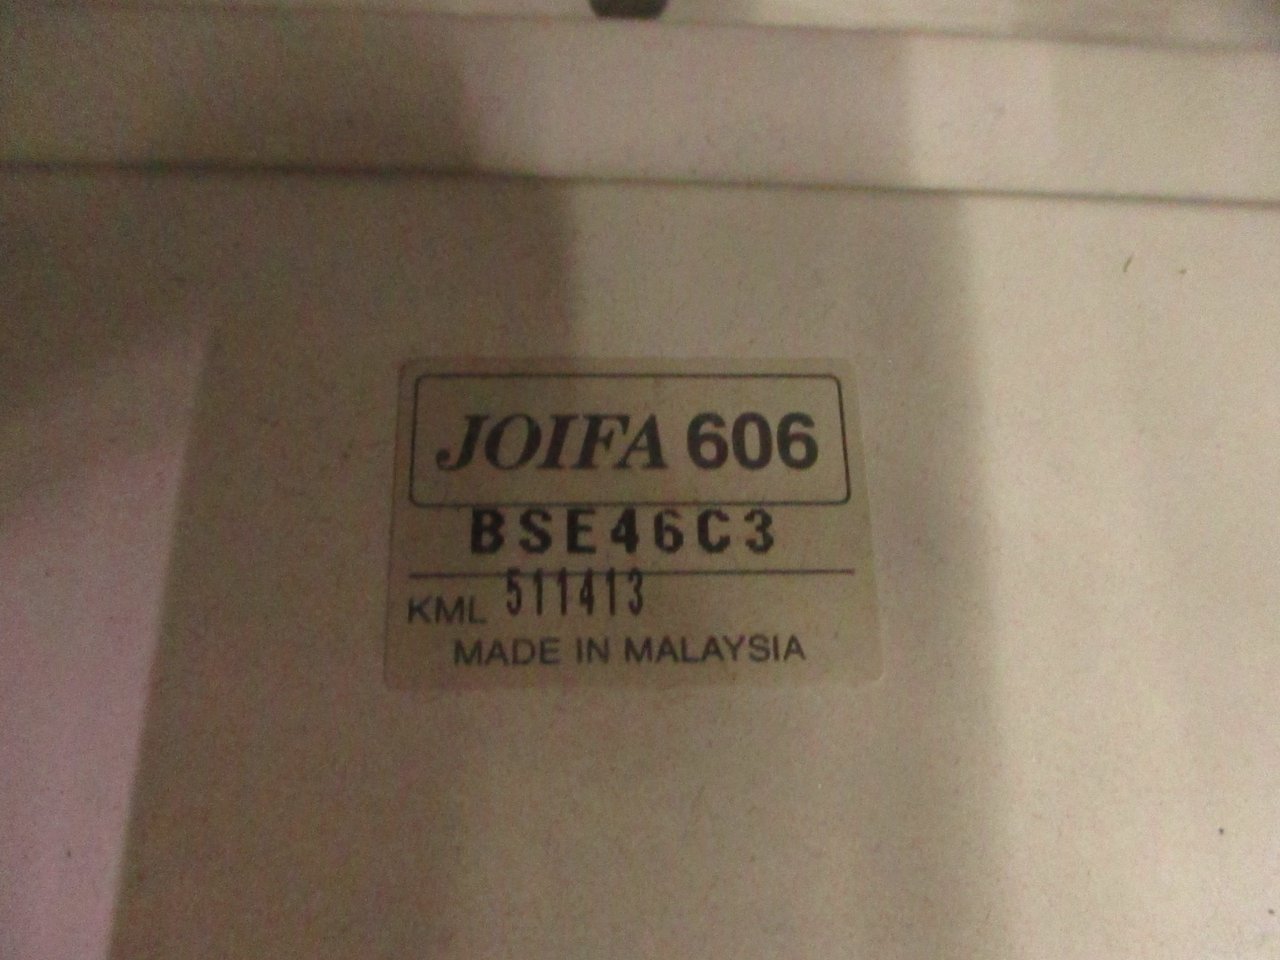 JOIFA 606
BSE46C3
KML 511413
MADE IN MALAYSIA